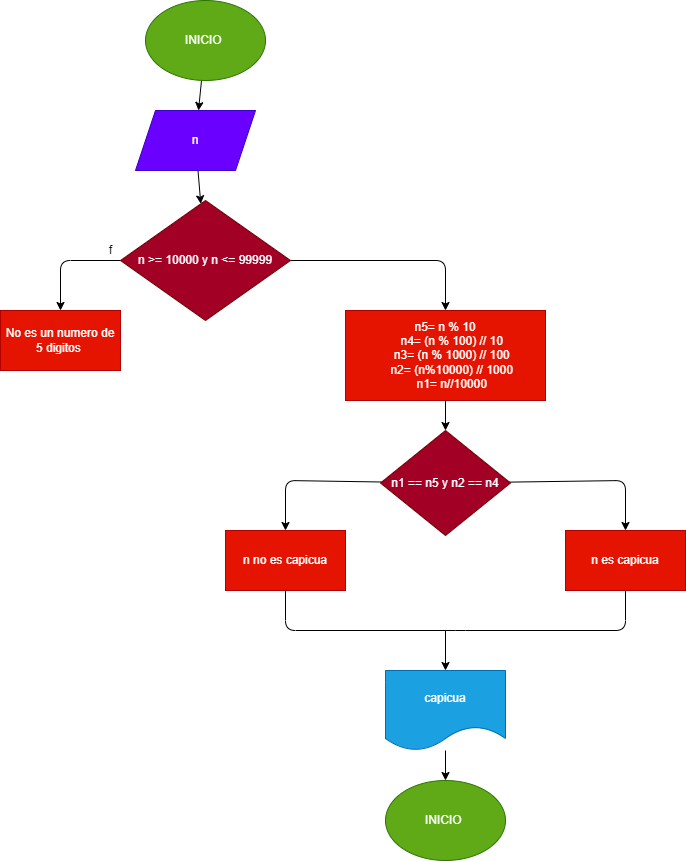 INICIO
n
f
n >= 10000 y n <= 99999
No es un numero de
5 digitos
n5= n % 10
n4= (n % 100) // 10
n3= (n % 1000) // 100
n2= (n%10000) // 1000
n1= n//10000
n1 == n5 y n2 == n4
n no es capicua
n es capicua
capicua
INICIO